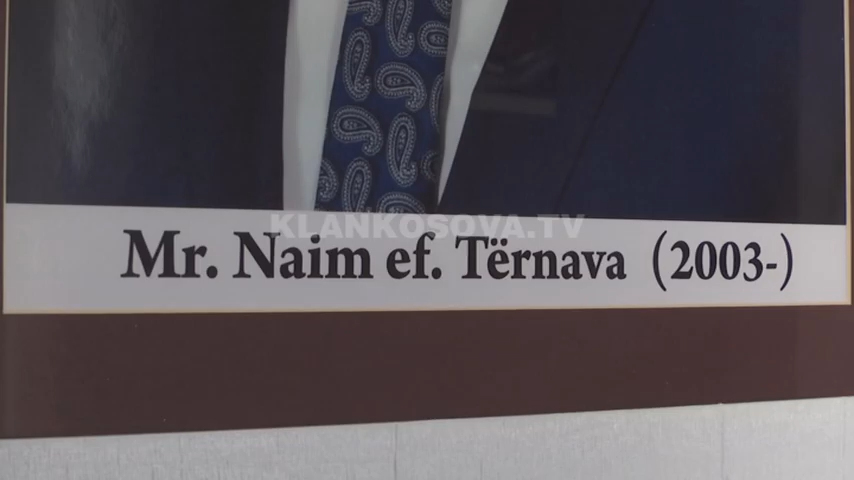 KLANKOSOVA.TV
Mr. Naim ef. Tërnava (2003-)